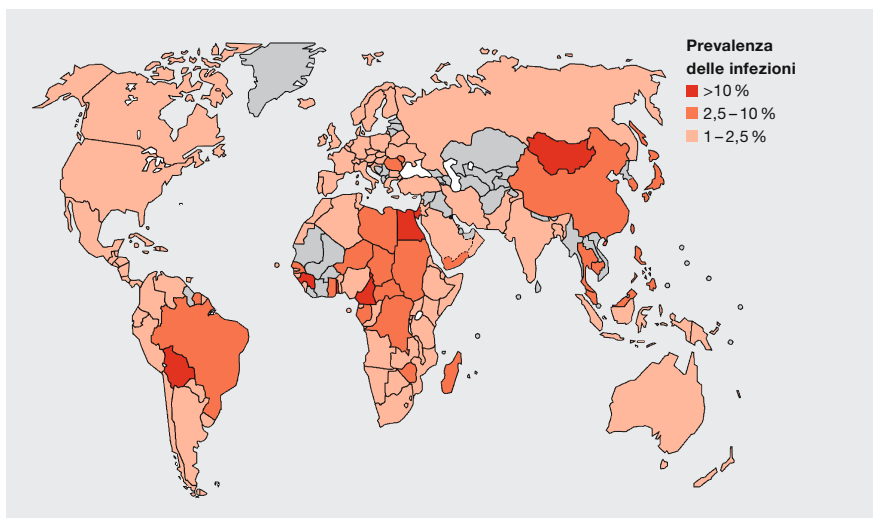 Prevalenza
delle infezioni
>10 %
2,5–10 %
1–2,5 %